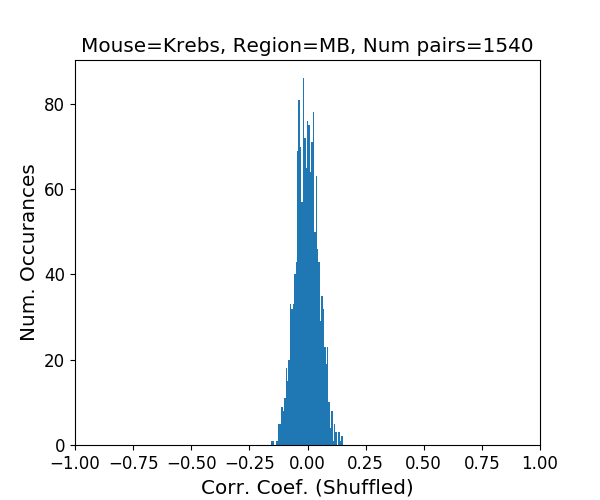 Mouse=Krebs, Region=MB, Num pairs=1540
80
60
40
20
0
Num. Occurances
−1.00 −0.75 −0.50 −0.25 0.00 0.25 0.50 0.75 1.00
Corr. Coef. (Shuffled)